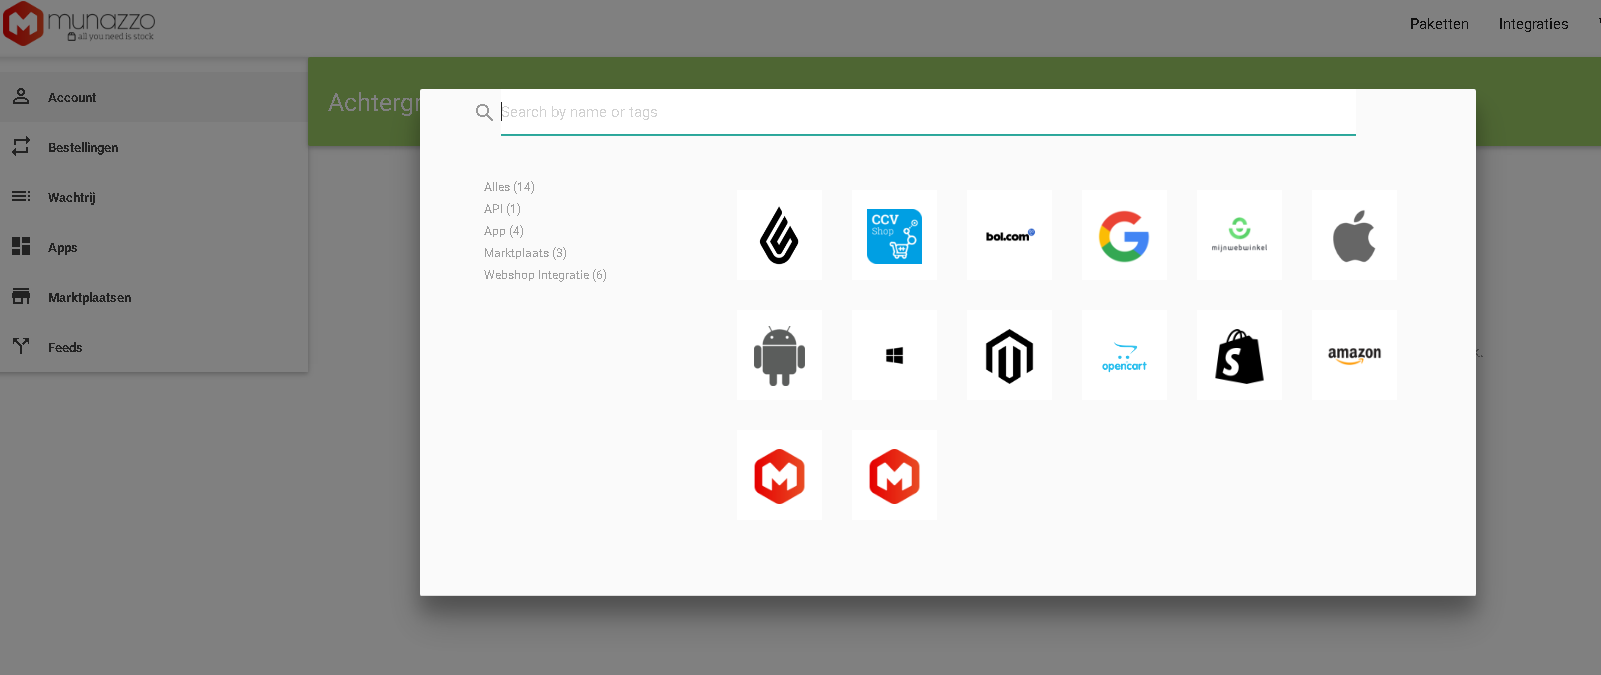 munazzo
all you need is stock
Paketten
Integraties
Account
Bestellingen
Wachtrij
Apps
Marktplaatsen
Feeds
Achtergr
Search by name or tags
Alles (14)
API (1)
App (4)
Marktplaats (3)
Webshop Integratie (6)
CCV
Shop
bol.com
mijnwebwinkel
opencart
amazon